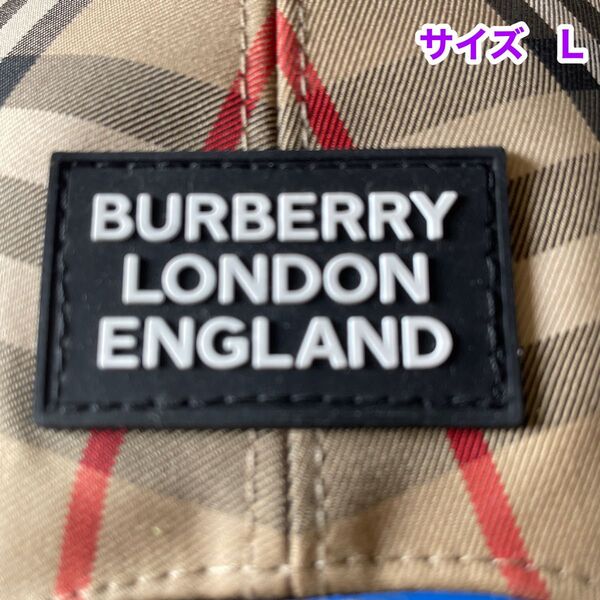 サイズ　L
BURBERRY
LONDON
ENGLAND